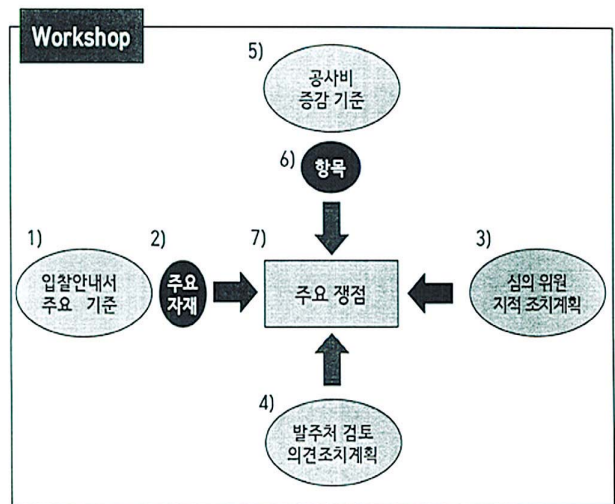 Workshop
5)
공사비
증감 기준
6)
항목
1)
입찰안내서
주요 기준
2)
주요
자재
7)
주요 쟁점
3)
심의 위원
지적 조치계획
4)
발주처 검토
의견조치계획